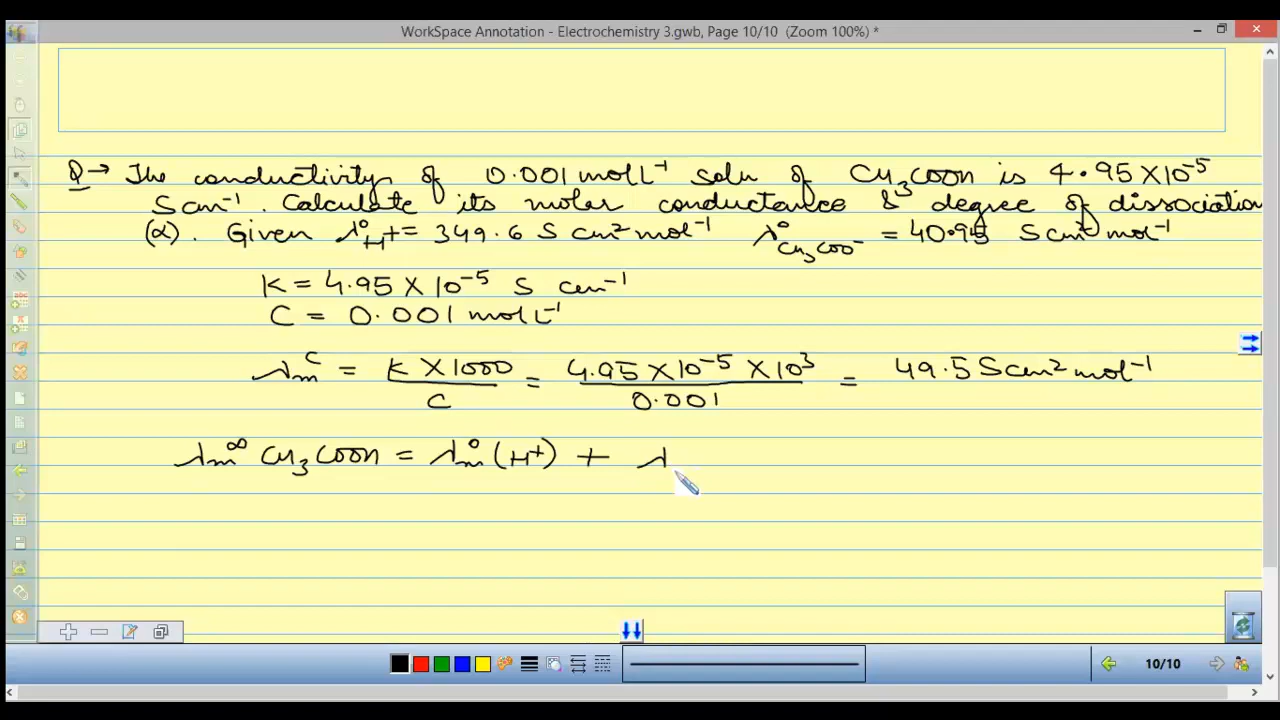 WorkSpace Annotation - Electrochemistry 3.gwb, Page 10/10 (Zoom 100%) *
Q→ The conductivity of 0.001 mol L⁻¹ soln of CH₃COOH is 4.95 X 10⁻⁵
S cm⁻¹. Calculate its molar conductance & degree of dissociation
(α). Given λ°H⁺ = 349.6 S cm² mol⁻¹ λ°CH₃COO⁻ = 40.95 S cm² mol⁻¹
K = 4.95 X 10⁻⁵ S cm⁻¹
C = 0.001 mol L⁻¹
λmᶜ = K X 1000 / C = 4.95 X 10⁻⁵ X 10³ / 0.001 = 49.5 S cm² mol⁻¹
λm^∞ CH₃COOH = λm°(H⁺) + λ
10/10